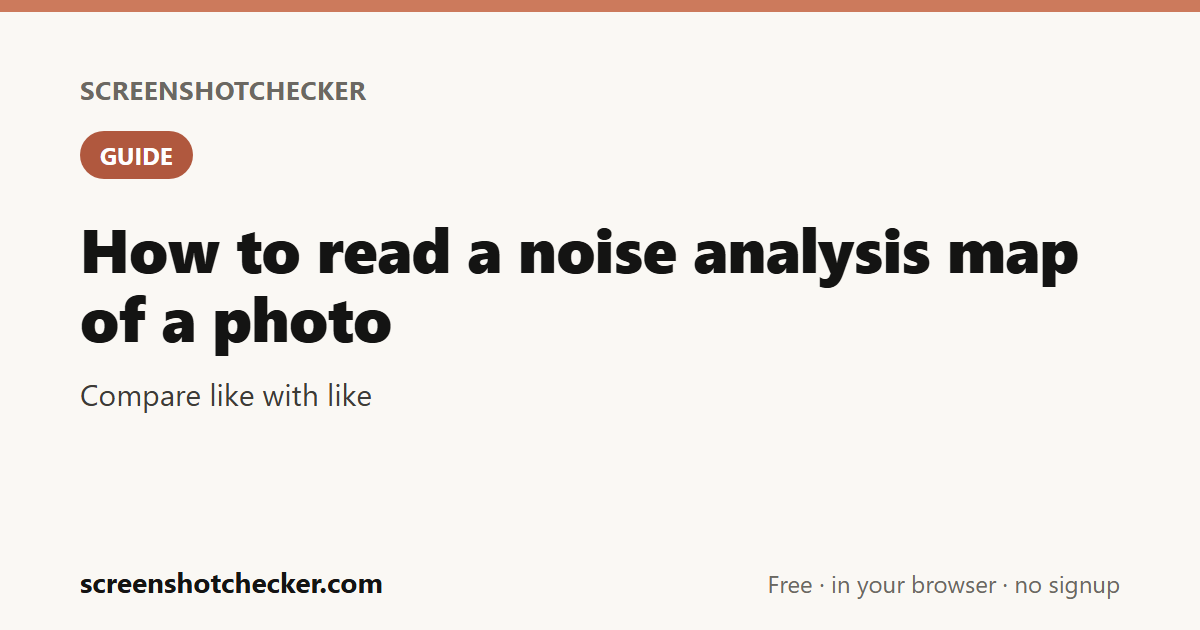 SCREENSHOTCHECKER
GUIDE
How to read a noise analysis map
of a photo
Compare like with like
screenshotchecker.com
Free · in your browser · no signup